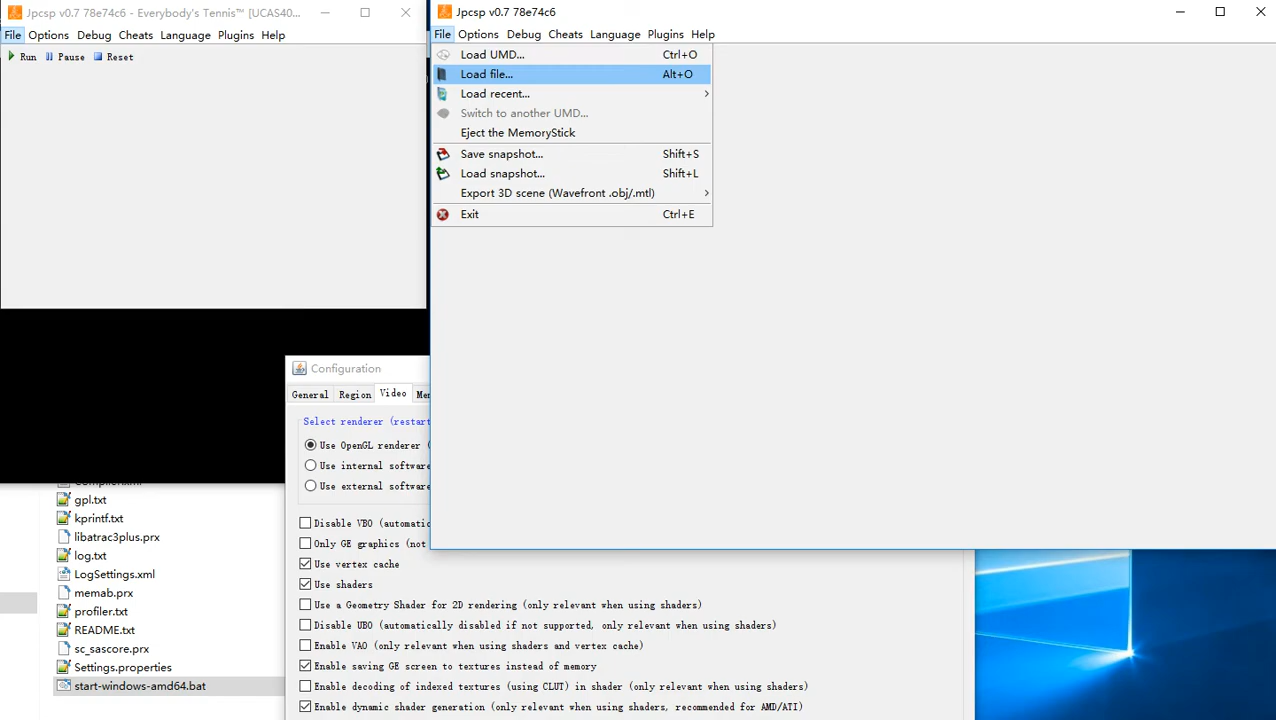 Jpcsp v0.7 78e74c6 - Everybody's Tennis™ [UCAS40...
File Options Debug Cheats Language Plugins Help
Run Pause Reset
Jpcsp v0.7 78e74c6
File Options Debug Cheats Language Plugins Help
Load UMD... Ctrl+O
Load file... Alt+O
Load recent...
Switch to another UMD...
Eject the MemoryStick
Save snapshot... Shift+S
Load snapshot... Shift+L
Export 3D scene (Wavefront .obj/.mtl)
Exit Ctrl+E
Configuration
General Region Video Mem
Select renderer (restart
Use OpenGL renderer (
Use internal software
Use external software
Disable VBO (automatic
Only GE graphics (not
Use vertex cache
Use shaders
Use a Geometry Shader for 2D rendering (only relevant when using shaders)
Disable UBO (automatically disabled if not supported, only relevant when using shaders)
Enable VAO (only relevant when using shaders and vertex cache)
Enable saving GE screen to textures instead of memory
Enable decoding of indexed textures (using CLUT) in shader (only relevant when using shaders)
Enable dynamic shader generation (only relevant when using shaders, recommended for AMD/ATI)
gpl.txt
kprintf.txt
libatrac3plus.prx
log.txt
LogSettings.xml
memab.prx
profiler.txt
README.txt
sc_sascore.prx
Settings.properties
start-windows-amd64.bat